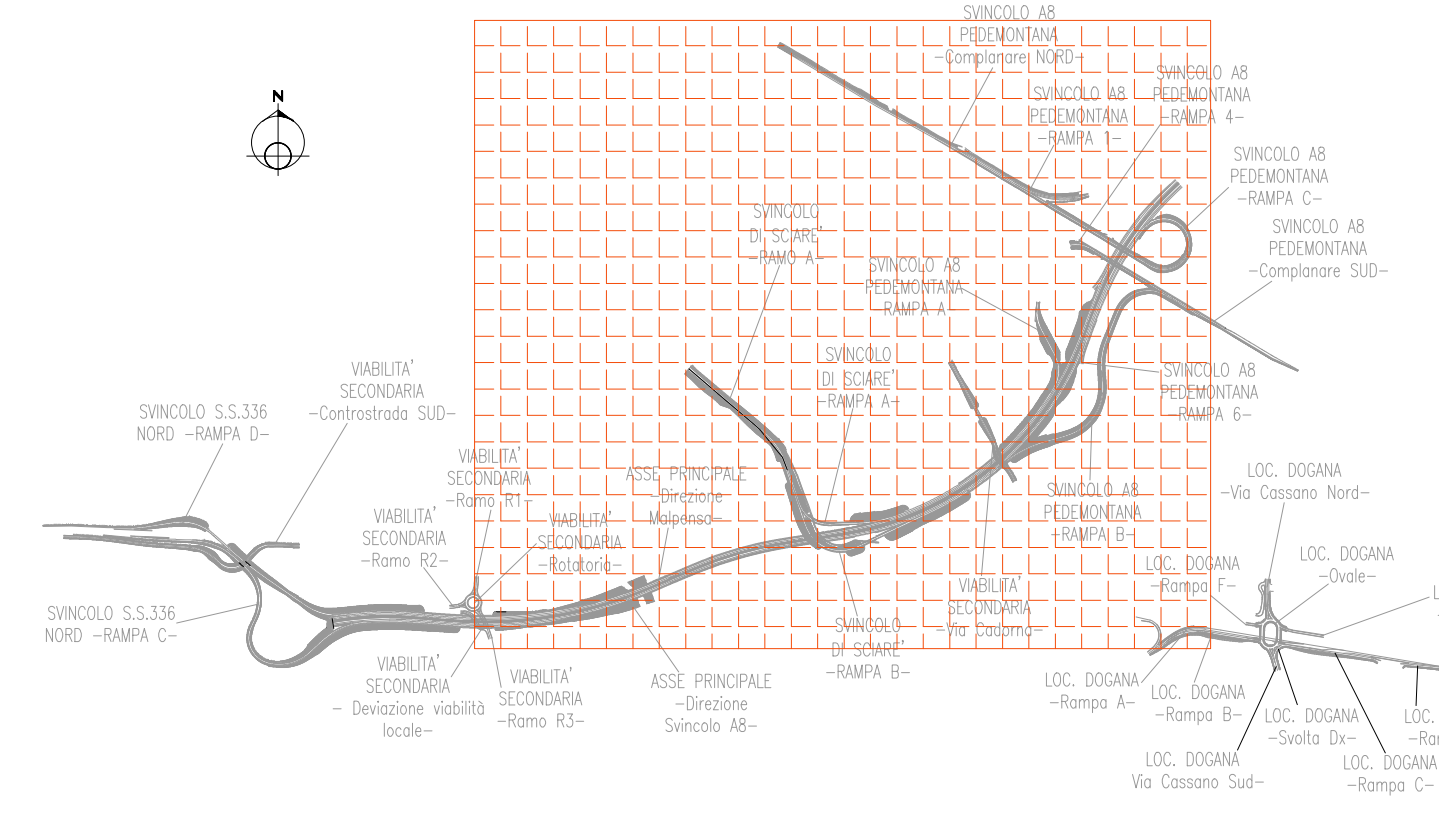 SVINCOLO A8
PEDEMONTANA
-Complanare NORD-
SVINCOLO A8
PEDEMONTANA
-RAMPA 4-
N
SVINCOLO A8
PEDEMONTANA
-RAMPA 1-
SVINCOLO A8
PEDEMONTANA
-RAMPA C-
SVINCOLO
DI SCIARE'
-RAMO A-
SVINCOLO A8
PEDEMONTANA
-Complanare SUD-
SVINCOLO A8
PEDEMONTANA
-RAMPA A-
SVINCOLO
DI SCIARE'
-RAMPA A-
VIABILITA'
SECONDARIA
-Controstrada SUD-
SVINCOLO A8
PEDEMONTANA
-RAMPA 6-
SVINCOLO S.S.336
NORD -RAMPA D-
VIABILITA'
SECONDARIA
-Ramo R1-
ASSE PRINCIPALE
-Direzione
Malpensa-
LOC. DOGANA
-Via Cassano Nord-
SVINCOLO A8
PEDEMONTANA
-RAMPA B-
VIABILITA'
SECONDARIA
-Ramo R2-
VIABILITA'
SECONDARIA
-Rotatoria-
LOC. DOGANA
-Ovale-
LOC. DOGANA
-Rampa F-
VIABILITA'
SECONDARIA
-Via Cadorna-
SVINCOLO S.S.336
NORD -RAMPA C-
SVINCOLO
DI SCIARE'
-RAMPA B-
VIABILITA'
SECONDARIA
- Deviazione viabilità
locale-
VIABILITA'
SECONDARIA
-Ramo R3-
ASSE PRINCIPALE
-Direzione
Svincolo A8-
LOC. DOGANA
-Rampa A-
LOC. DOGANA
-Rampa B-
LOC. DOGANA
-Svolta Dx-
LOC.
LOC. DOGANA
Via Cassano Sud-
LOC. DOGANA
-Rampa C-